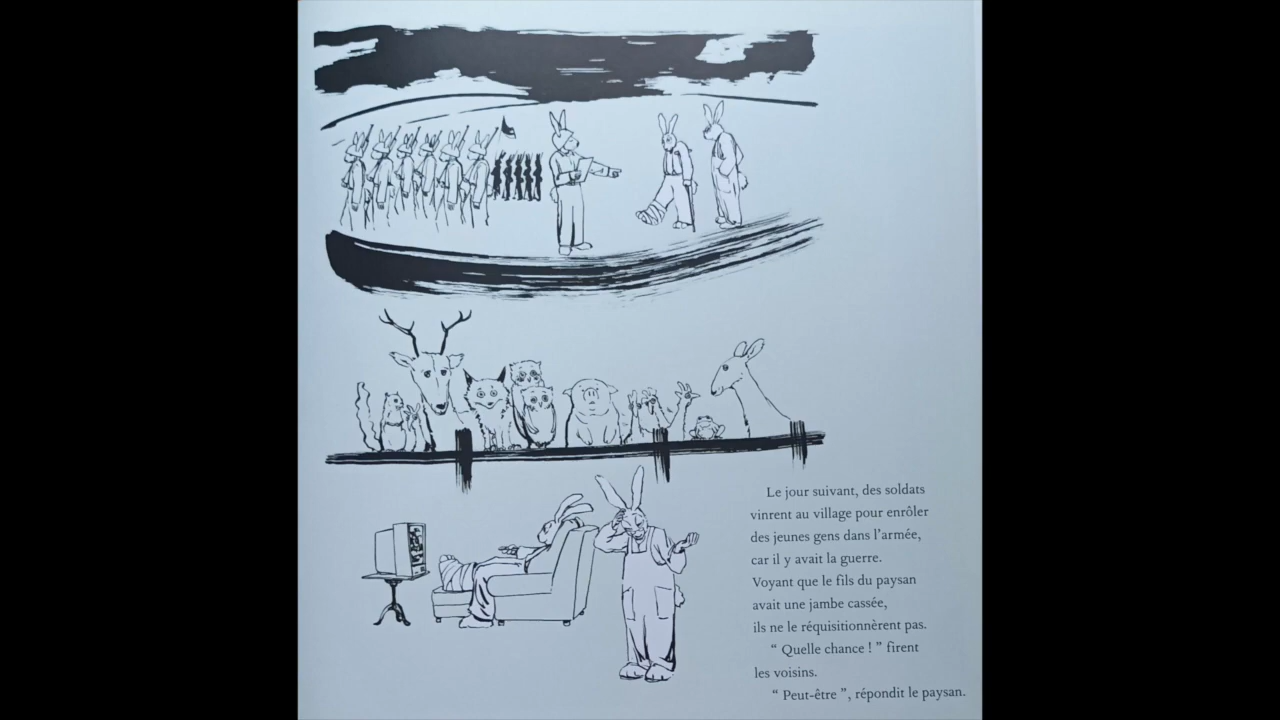 Le jour suivant, des soldats
vinrent au village pour enrôler
des jeunes gens dans l’armée,
car il y avait la guerre.
Voyant que le fils du paysan
avait une jambe cassée,
ils ne le réquisitionnèrent pas.
“ Quelle chance ! ” firent
les voisins.
“ Peut-être ”, répondit le paysan.